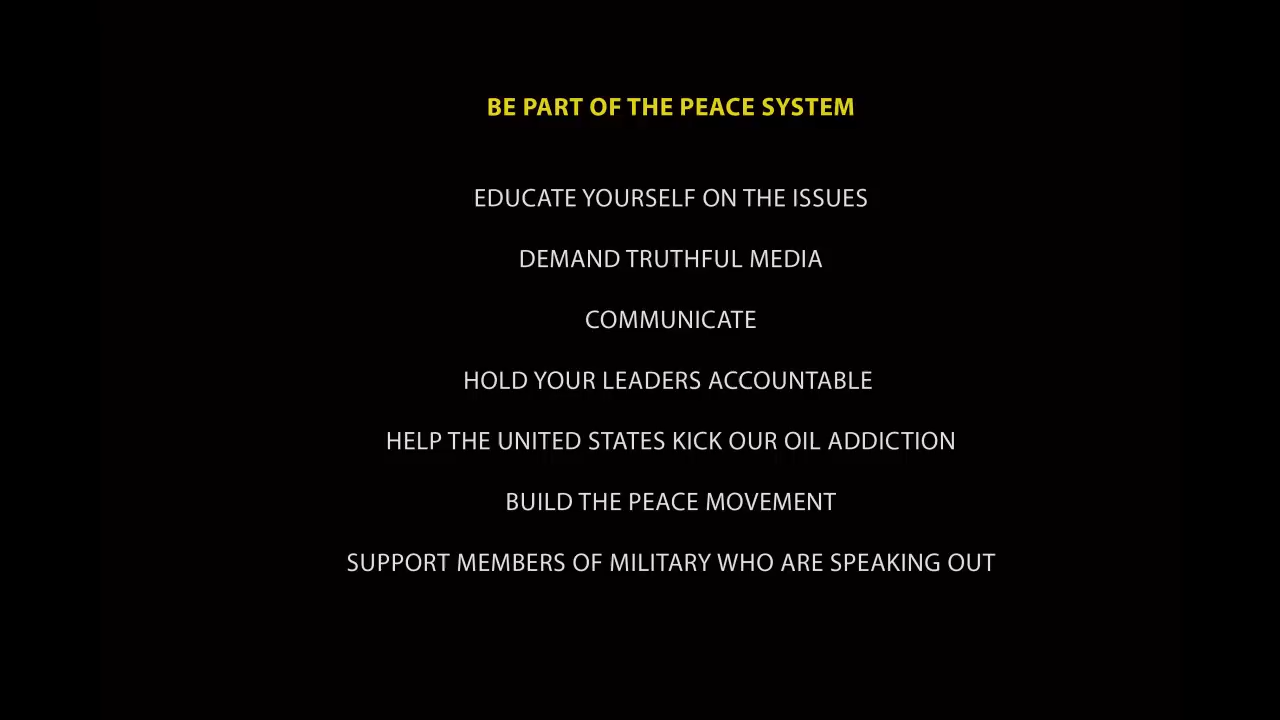 BE PART OF THE PEACE SYSTEM
EDUCATE YOURSELF ON THE ISSUES
DEMAND TRUTHFUL MEDIA
COMMUNICATE
HOLD YOUR LEADERS ACCOUNTABLE
HELP THE UNITED STATES KICK OUR OIL ADDICTION
BUILD THE PEACE MOVEMENT
SUPPORT MEMBERS OF MILITARY WHO ARE SPEAKING OUT